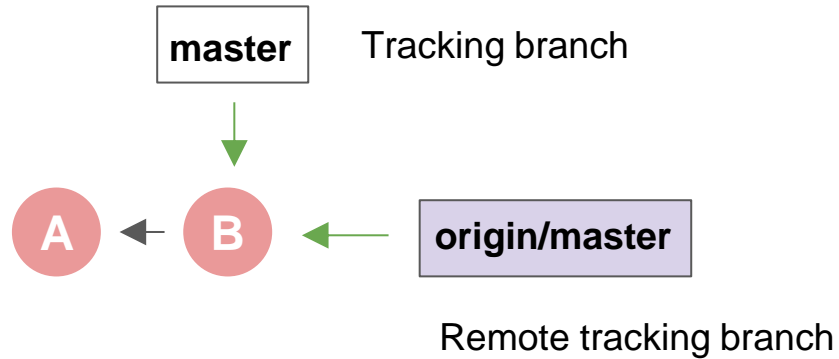 master
Tracking branch
A
B
origin/master
Remote tracking branch